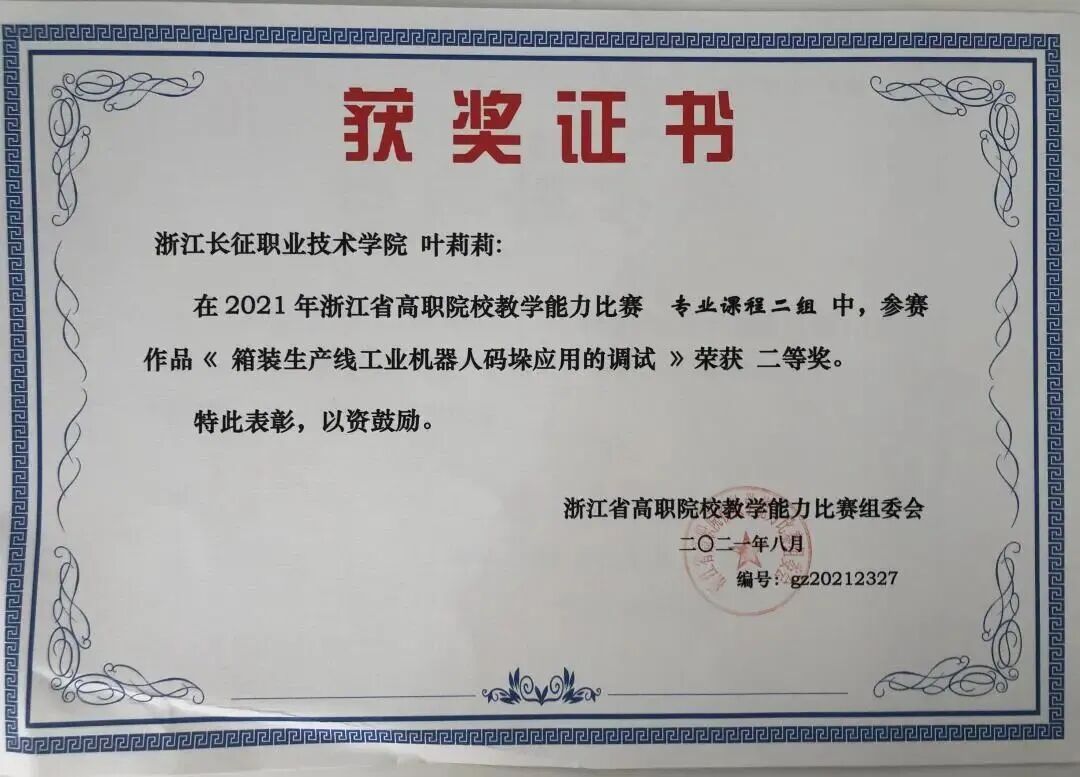 获奖证书
浙江长征职业技术学院 叶莉莉:
在2021年浙江省高职院校教学能力比赛 专业课程二组 中，参赛
作品《 箱装生产线工业机器人码垛应用的调试 》荣获 二等奖。
特此表彰，以资鼓励。
浙江省高职院校教学能力比赛组委会
二〇二一年八月
编号：gz20212327